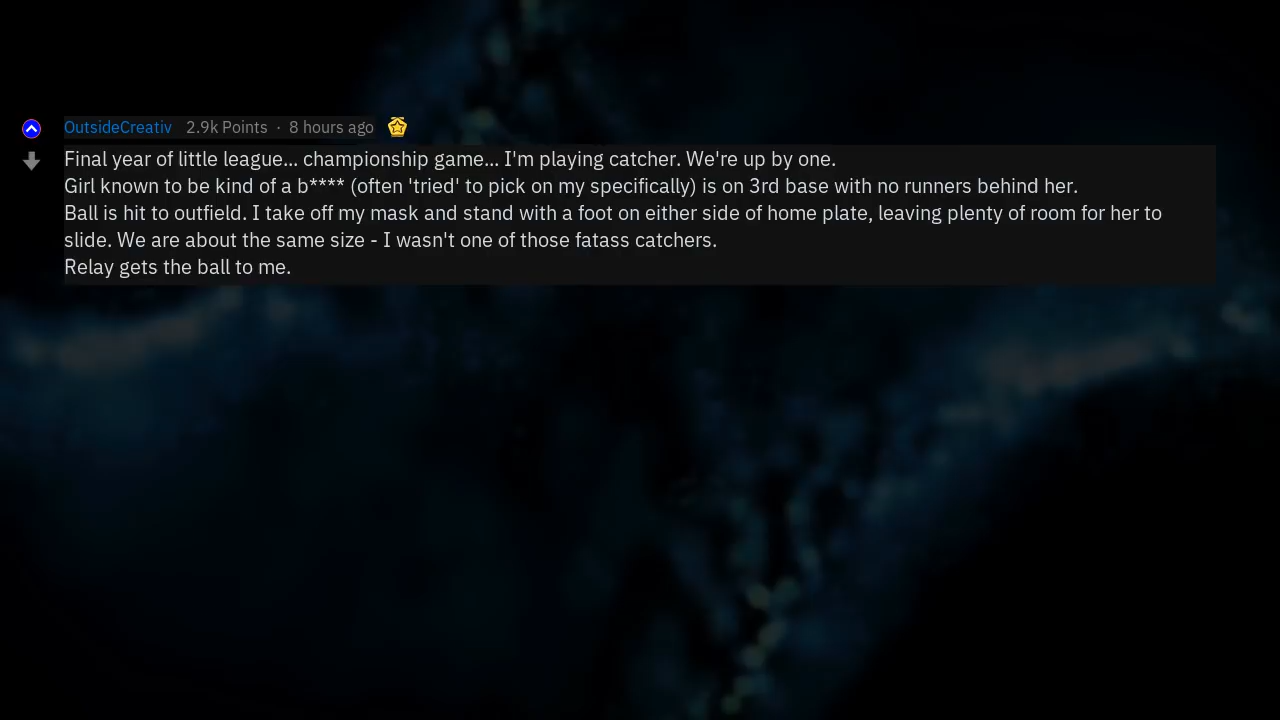 OutsideCreativ 2.9k Points · 8 hours ago
Final year of little league... championship game... I'm playing catcher. We're up by one.
Girl known to be kind of a b**** (often 'tried' to pick on my specifically) is on 3rd base with no runners behind her.
Ball is hit to outfield. I take off my mask and stand with a foot on either side of home plate, leaving plenty of room for her to
slide. We are about the same size - I wasn't one of those fatass catchers.
Relay gets the ball to me.